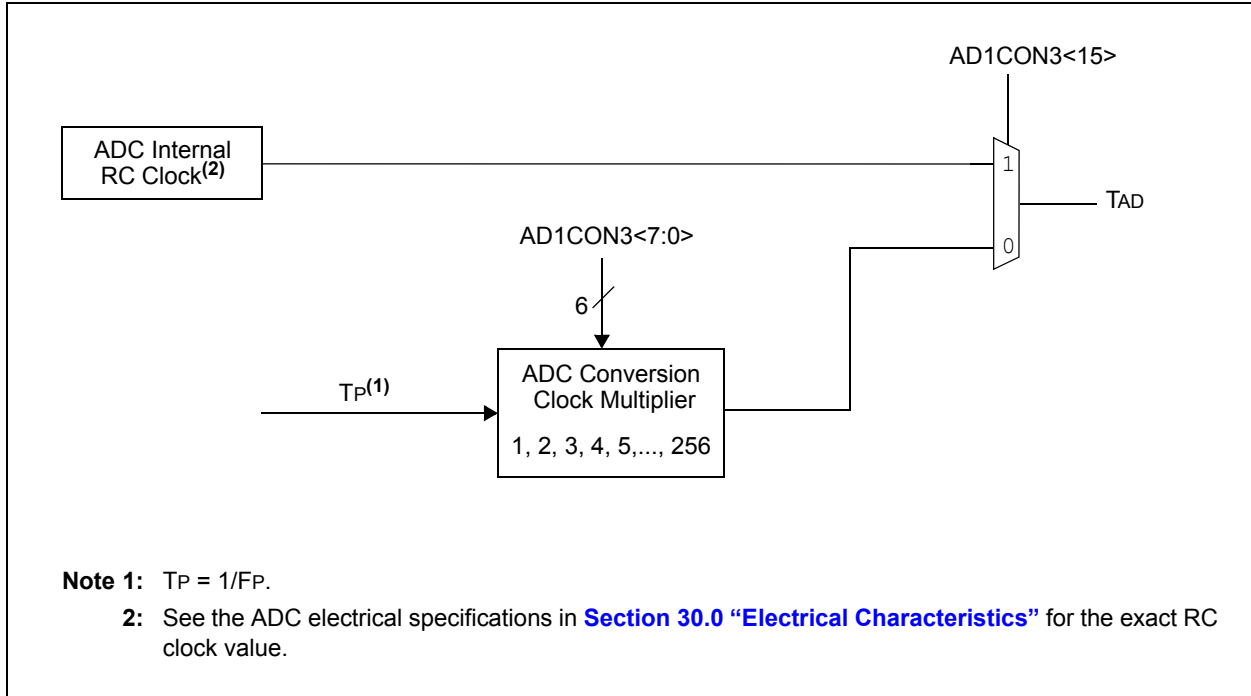 AD1CON3<15>
ADC Internal
RC Clock(2)
1
TAD
AD1CON3<7:0>
0
6
ADC Conversion
Clock Multiplier
TP(1)
1, 2, 3, 4, 5,..., 256
Note 1: TP = 1/FP.
2: See the ADC electrical specifications in Section 30.0 “Electrical Characteristics” for the exact RC
clock value.